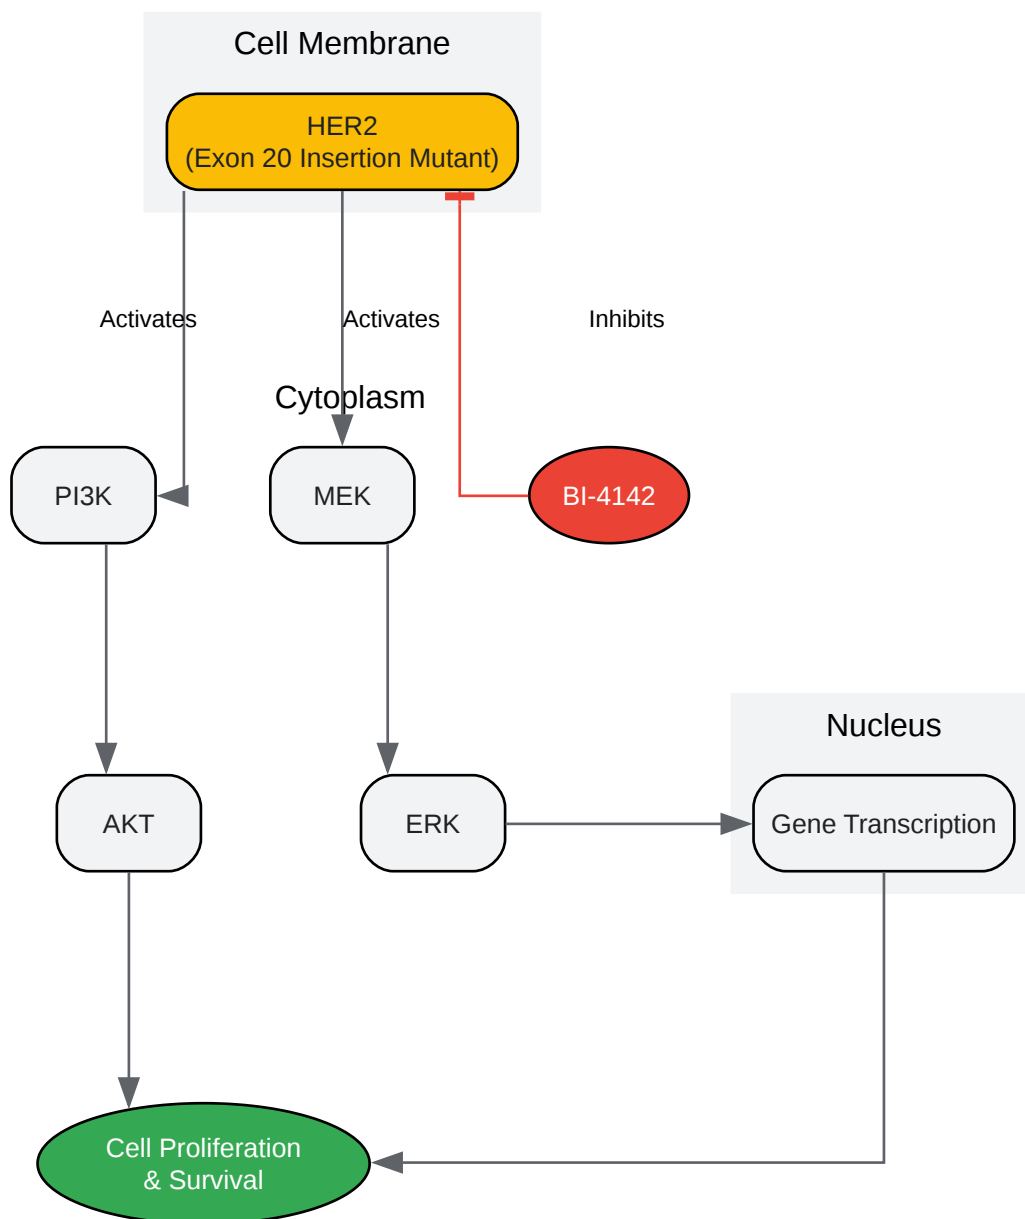 Cell Membrane
HER2
(Exon 20 Insertion Mutant)
Activates
Activates
Inhibits
Cytoplasm
PI3K
MEK
BI-4142
Nucleus
AKT
ERK
Gene Transcription
Cell Proliferation
& Survival